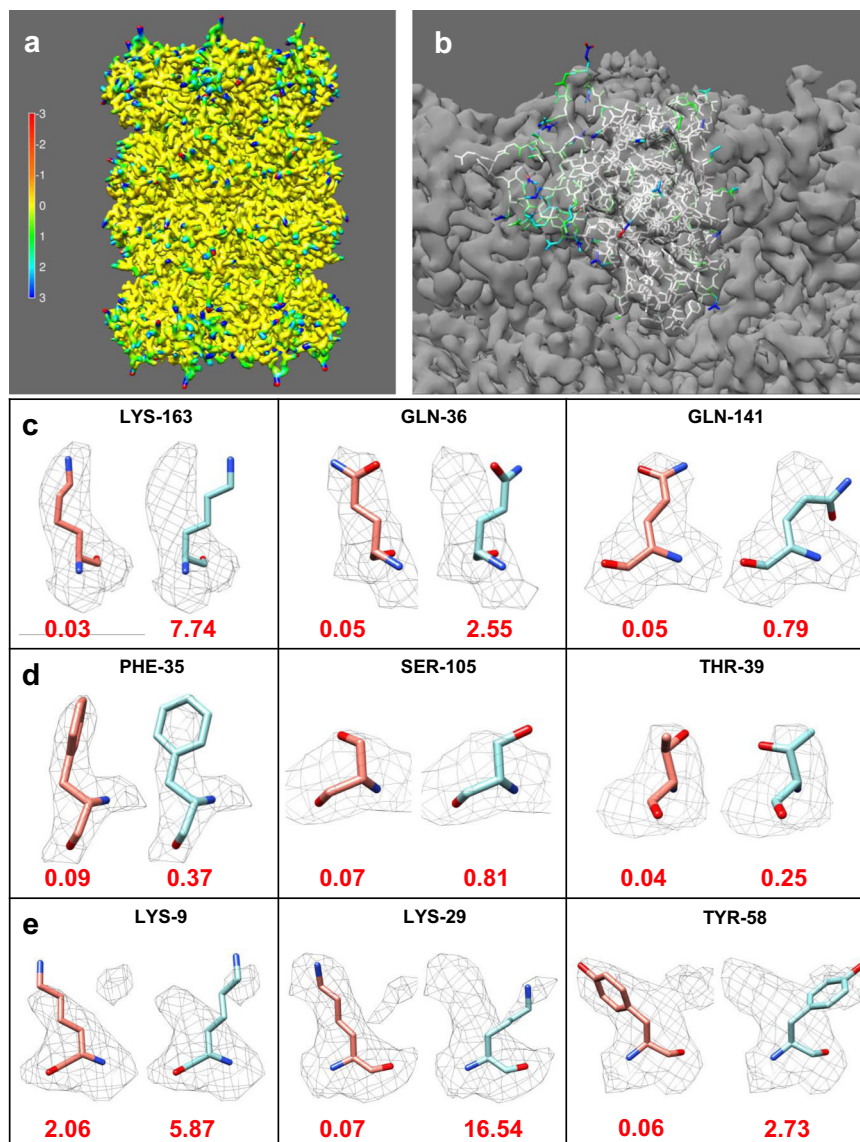 a
b
-3
-2
-1
0
1
2
3
c
LYS-163
GLN-36
GLN-141
0.03 7.74
0.05 2.55
0.05 0.79
d
PHE-35
SER-105
THR-39
0.09 0.37
0.07 0.81
0.04 0.25
e
LYS-9
LYS-29
TYR-58
2.06 5.87
0.07 16.54
0.06 2.73